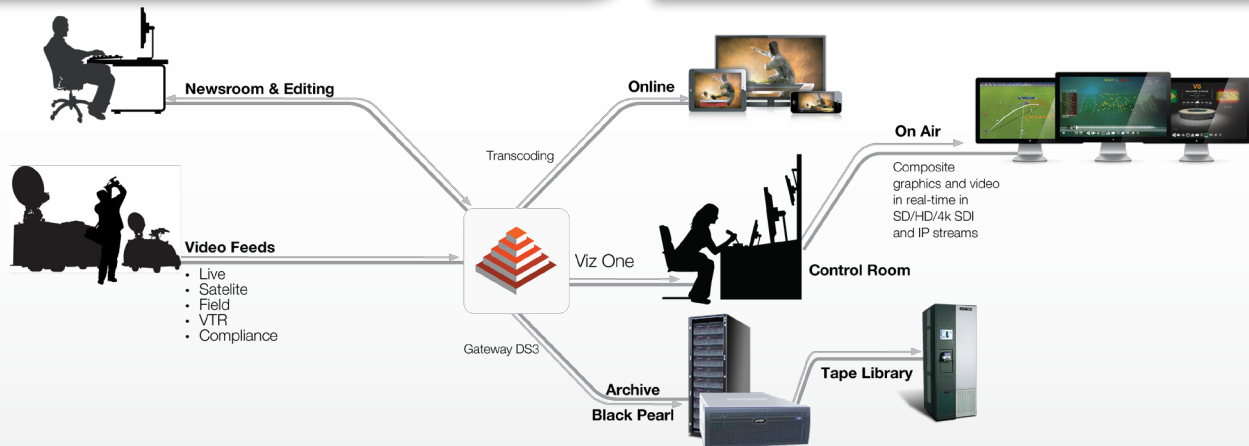 Newsroom & Editing
Online
Transcoding
On Air
Composite
graphics and video
in real-time in
SD/HD/4k SDI
and IP streams
Video Feeds
• Live
• Satelite
• Field
• VTR
• Compliance
Viz One
Control Room
Gateway DS3
Archive
Black Pearl
Tape Library
VS